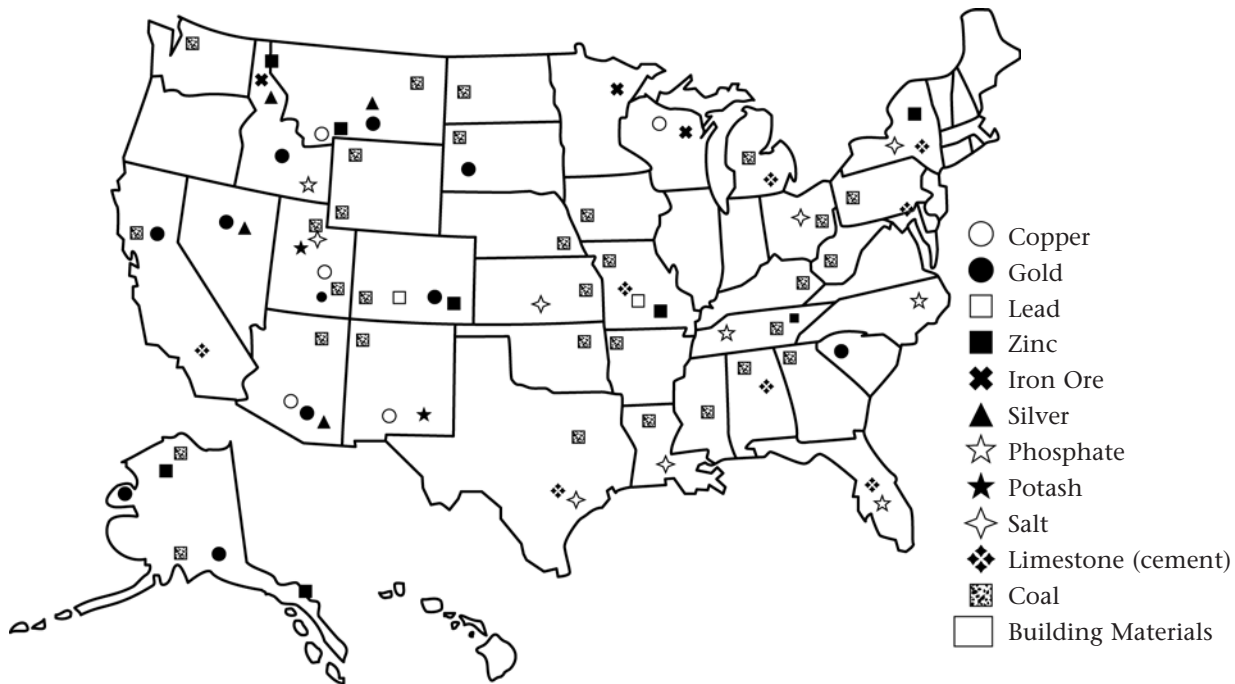 Copper
Gold
Lead
Zinc
Iron Ore
Silver
Phosphate
Potash
Salt
Limestone (cement)
Coal
Building Materials